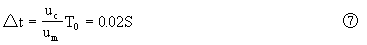 △t = u_c/u_m T_0 = 0.02S ⑦